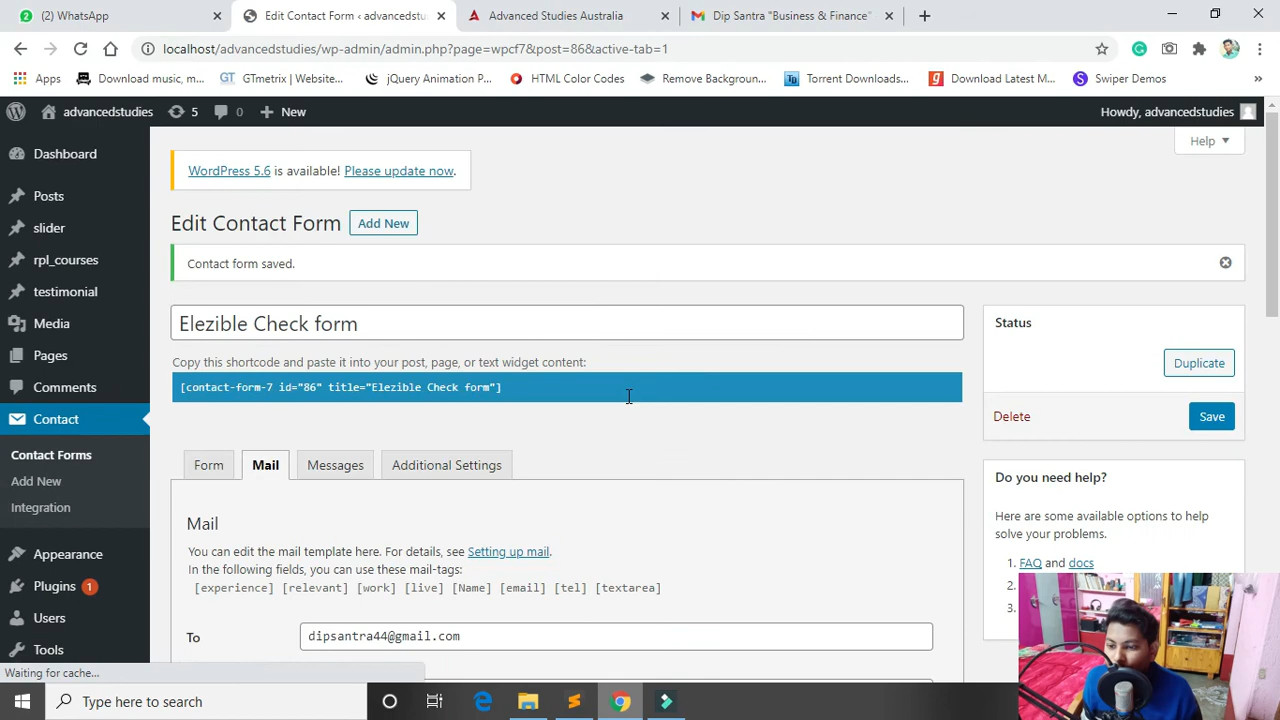 (2) WhatsApp
Edit Contact Form ‹ advancedstu
Advanced Studies Australia
Dip Santra "Business & Finance"
localhost/advancedstudies/wp-admin/admin.php?page=wpcf7&post=86&active-tab=1
Apps
Download music, m...
GTmetrix | Website...
jQuery Animation P...
HTML Color Codes
Remove Backgroun...
Torrent Downloads...
Download Latest M...
Swiper Demos
advancedstudies
5
0
New
Howdy, advancedstudies
Help
Dashboard
Posts
slider
rpl_courses
testimonial
Media
Pages
Comments
Contact
Contact Forms
Add New
Integration
Appearance
Plugins 1
Users
Tools
WordPress 5.6 is available! Please update now.
Edit Contact Form
Add New
Contact form saved.
Elezible Check form
Copy this shortcode and paste it into your post, page, or text widget content:
[contact-form-7 id="86" title="Elezible Check form"]
Form
Mail
Messages
Additional Settings
Mail
You can edit the mail template here. For details, see Setting up mail.
In the following fields, you can use these mail-tags:
[experience] [relevant] [work] [live] [Name] [email] [tel] [textarea]
To
dipsantra44@gmail.com
Status
Duplicate
Delete
Save
Do you need help?
Here are some available options to help
solve your problems.
1. FAQ and docs
2.
3.
Waiting for cache...
Type here to search